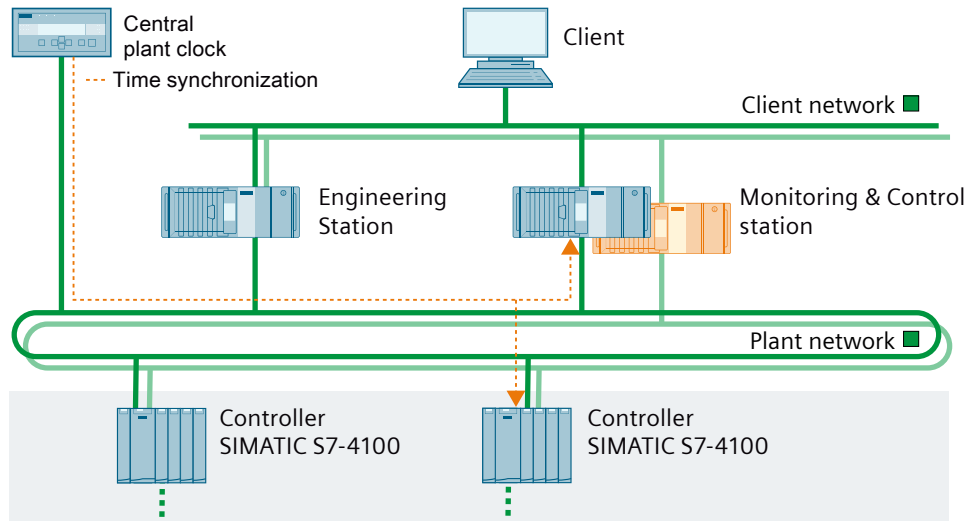 Central
plant clock
Time synchronization
Client
Client network
Engineering
Station
Monitoring & Control
station
Plant network
Controller
SIMATIC S7-4100
Controller
SIMATIC S7-4100